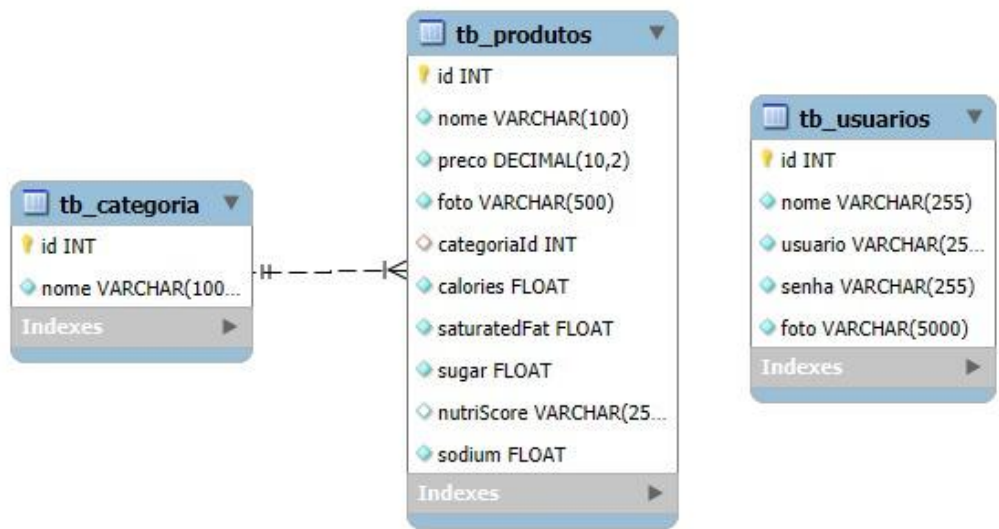 tb_categoria
id INT
nome VARCHAR(100...
Indexes
tb_produtos
id INT
nome VARCHAR(100)
preco DECIMAL(10,2)
foto VARCHAR(500)
categoriaId INT
calories FLOAT
saturatedFat FLOAT
sugar FLOAT
nutriScore VARCHAR(25...
sodium FLOAT
Indexes
tb_usuarios
id INT
nome VARCHAR(255)
usuario VARCHAR(25...
senha VARCHAR(255)
foto VARCHAR(5000)
Indexes